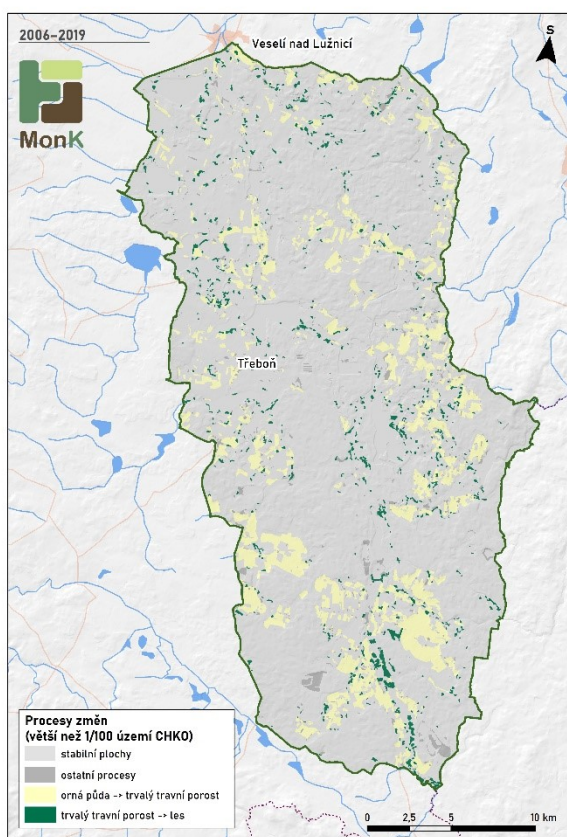 2006–2019
Veselí nad Lužnicí
S
MonK
Třeboň
Procesy změn
(větší než 1/100 území CHKO)
stabilní plochy
ostatní procesy
orná půda -> trvalý travní porost
trvalý travní porost -> les
0 2,5 5 10 km